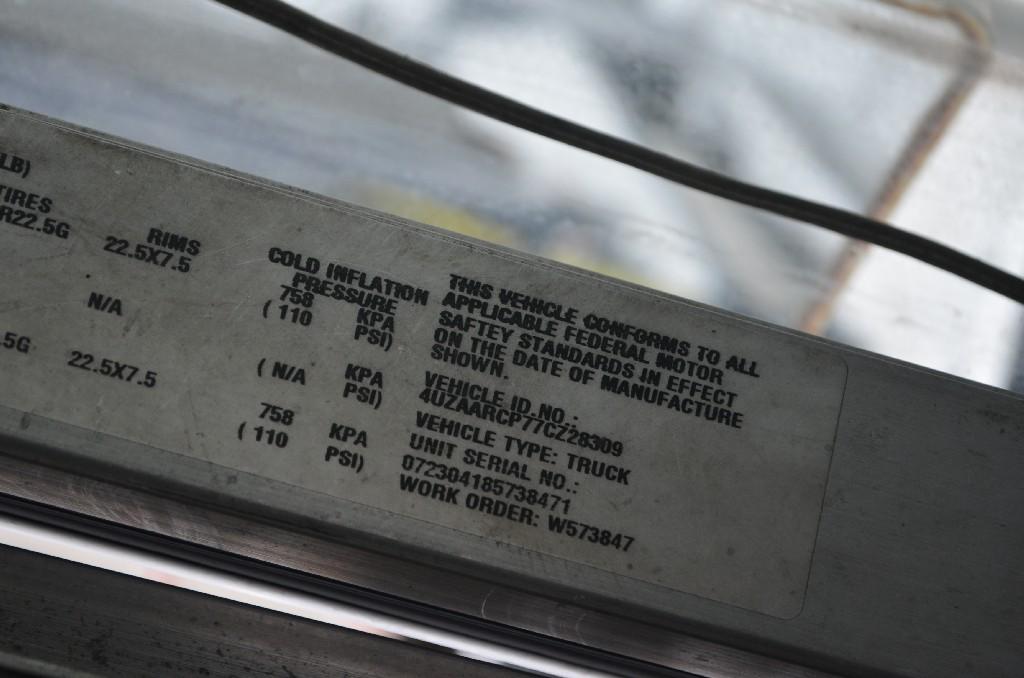 LB)
TIRES
R22.5G
RIMS
22.5X7.5
N/A
.5G 22.5X7.5
COLD INFLATION
PRESSURE
758 KPA
( 110 PSI)
KPA
( N/A PSI)
758 KPA
( 110 PSI)
THIS VEHICLE CONFORMS TO ALL
APPLICABLE FEDERAL MOTOR
SAFTEY STANDARDS IN EFFECT
ON THE DATE OF MANUFACTURE
SHOWN.
VEHICLE ID.NO.:
4UZAARCP77CZ28309
VEHICLE TYPE: TRUCK
UNIT SERIAL NO.:
072304185738471
WORK ORDER: W573847